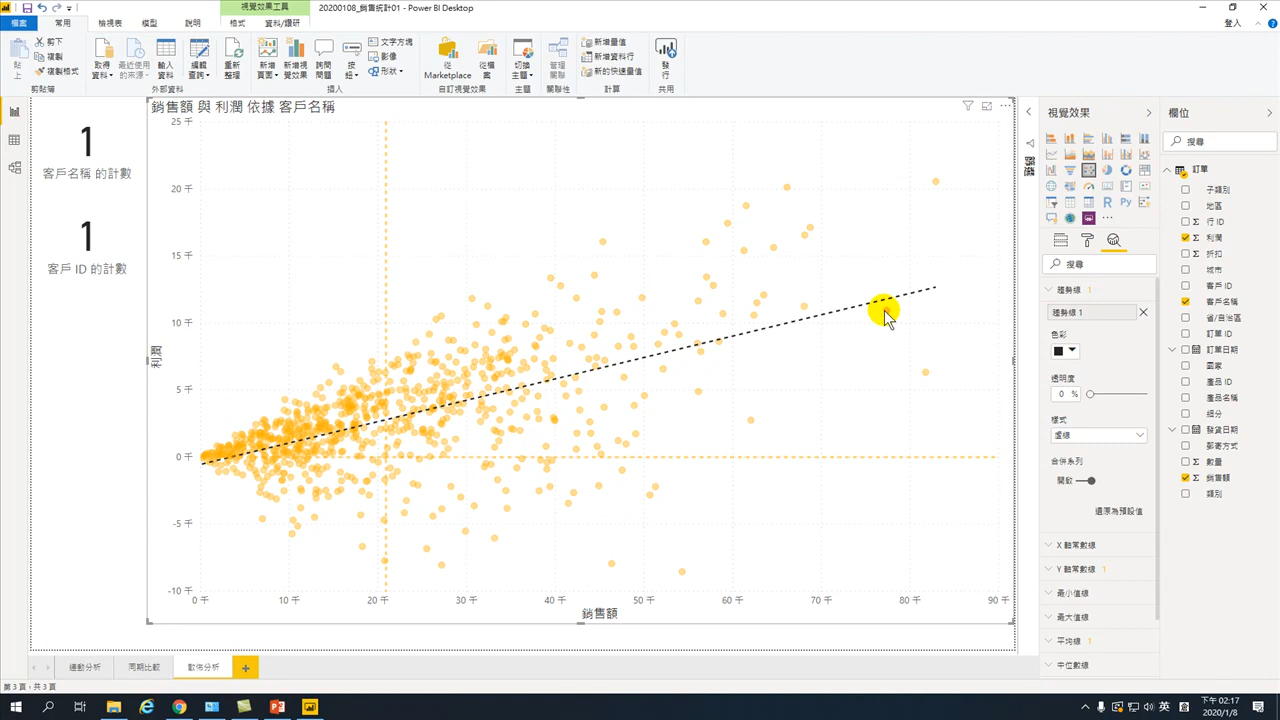 視覺效果工具
20200108_銷售統計01 - Power BI Desktop
檔案
常用
檢視表
模型
說明
格式
資料/鑽研
登入
貼上
剪下
複製
複製格式
剪貼簿
取得資料
最近使用的來源
輸入資料
編輯查詢
重新整理
外部資料
新增頁面
新增視覺效果
詢問問題
按鈕
文字方塊
影像
形狀
插入
從 Marketplace
從檔案
自訂視覺效果
切換主題
主題
管理關聯
關聯性
新增量值
新增資料行
新的快速量值
計算
發行
共用
1
客戶名稱 的計數
1
客戶 ID 的計數
銷售額 與 利潤 依據 客戶名稱
25 千
20 千
15 千
10 千
5 千
0 千
-5 千
-10 千
利潤
0 千
10 千
20 千
30 千
40 千
50 千
60 千
70 千
80 千
90 千
銷售額
篩選
視覺效果
R
Py
搜尋
趨勢線 1
趨勢線 1
色彩
透明度
0 %
樣式
虛線
合併系列
開啟
還原為預設值
X 軸常數線
Y 軸常數線 1
最小值線
最大值線
平均線 1
中位數線
欄位
搜尋
訂單
子類別
地區
Σ 行 ID
Σ 利潤
Σ 折扣
城市
客戶 ID
客戶名稱
省/自治區
訂單 ID
訂單日期
國家
產品 ID
產品名稱
細分
發貨日期
郵寄方式
Σ 數量
Σ 銷售額
類別
運動分析
同期比較
散佈分析
第 3 頁，共 3 頁
英
下午 02:17
2020/1/8